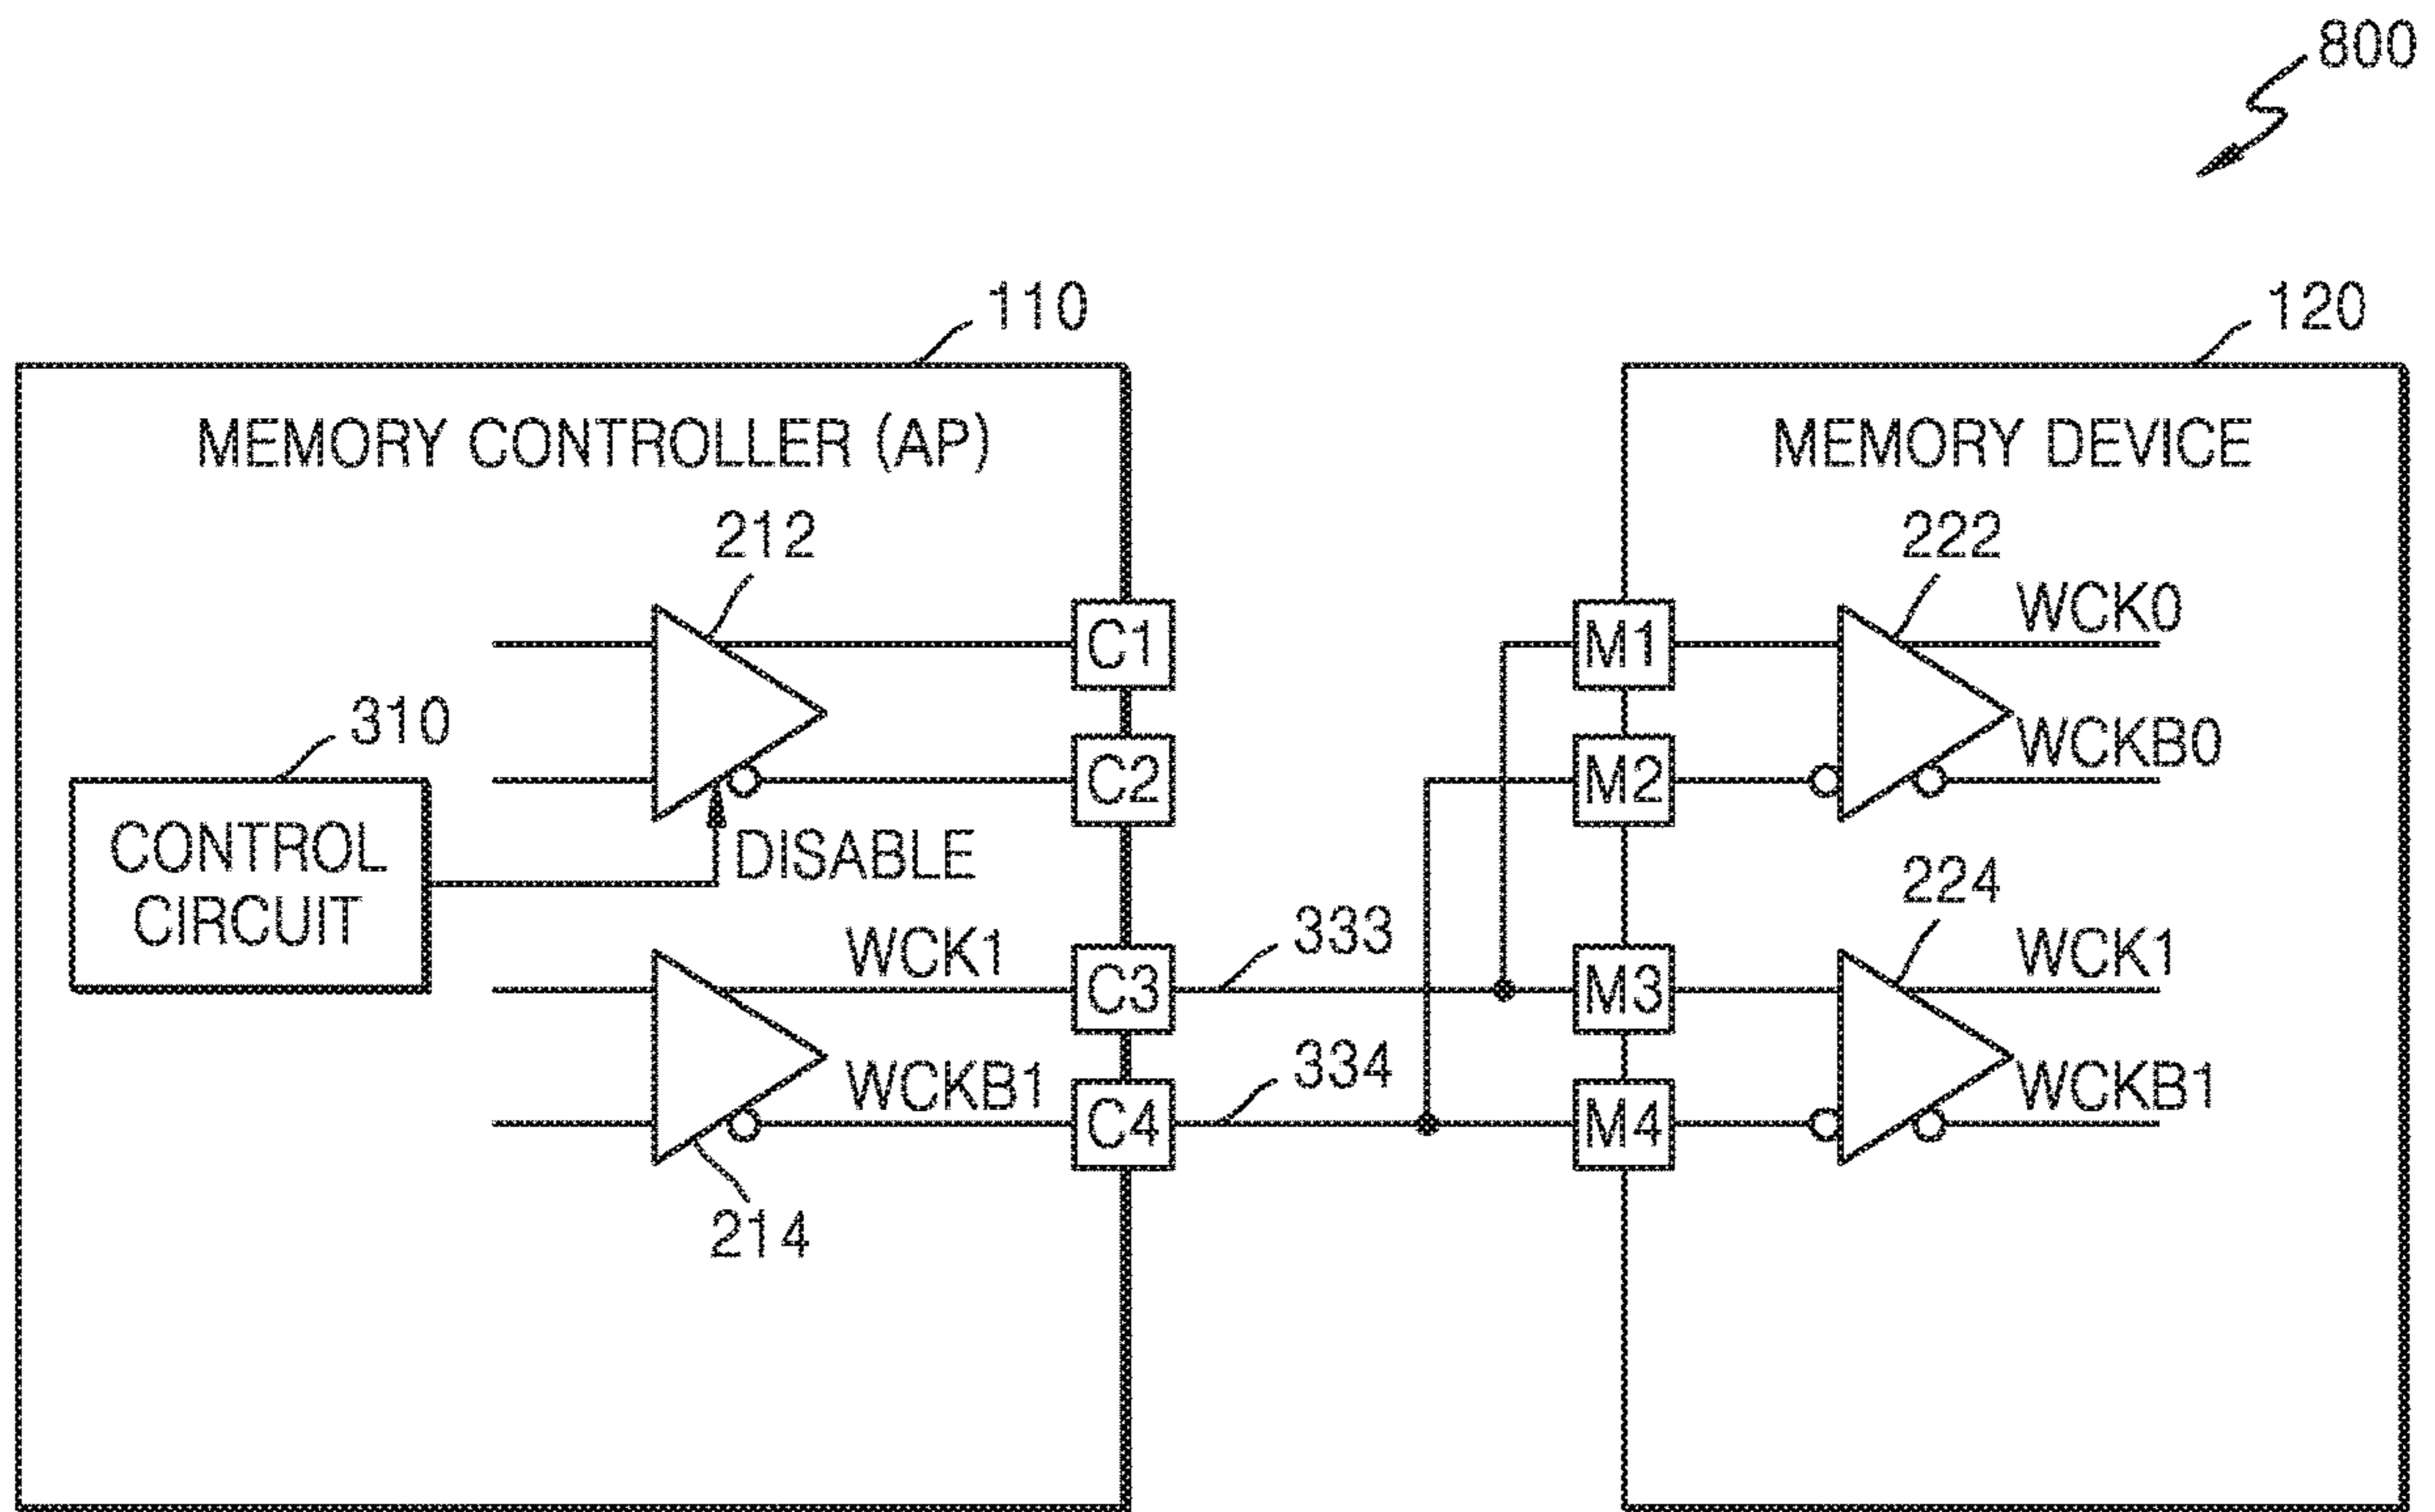 800
110
120
MEMORY CONTROLLER (AP)
MEMORY DEVICE
212
222
C1
M1
WCK0
310
C2
M2
WCKB0
CONTROL
CIRCUIT
DISABLE
224
WCK1
C3
333
M3
WCK1
WCKB1
C4
334
M4
WCKB1
214